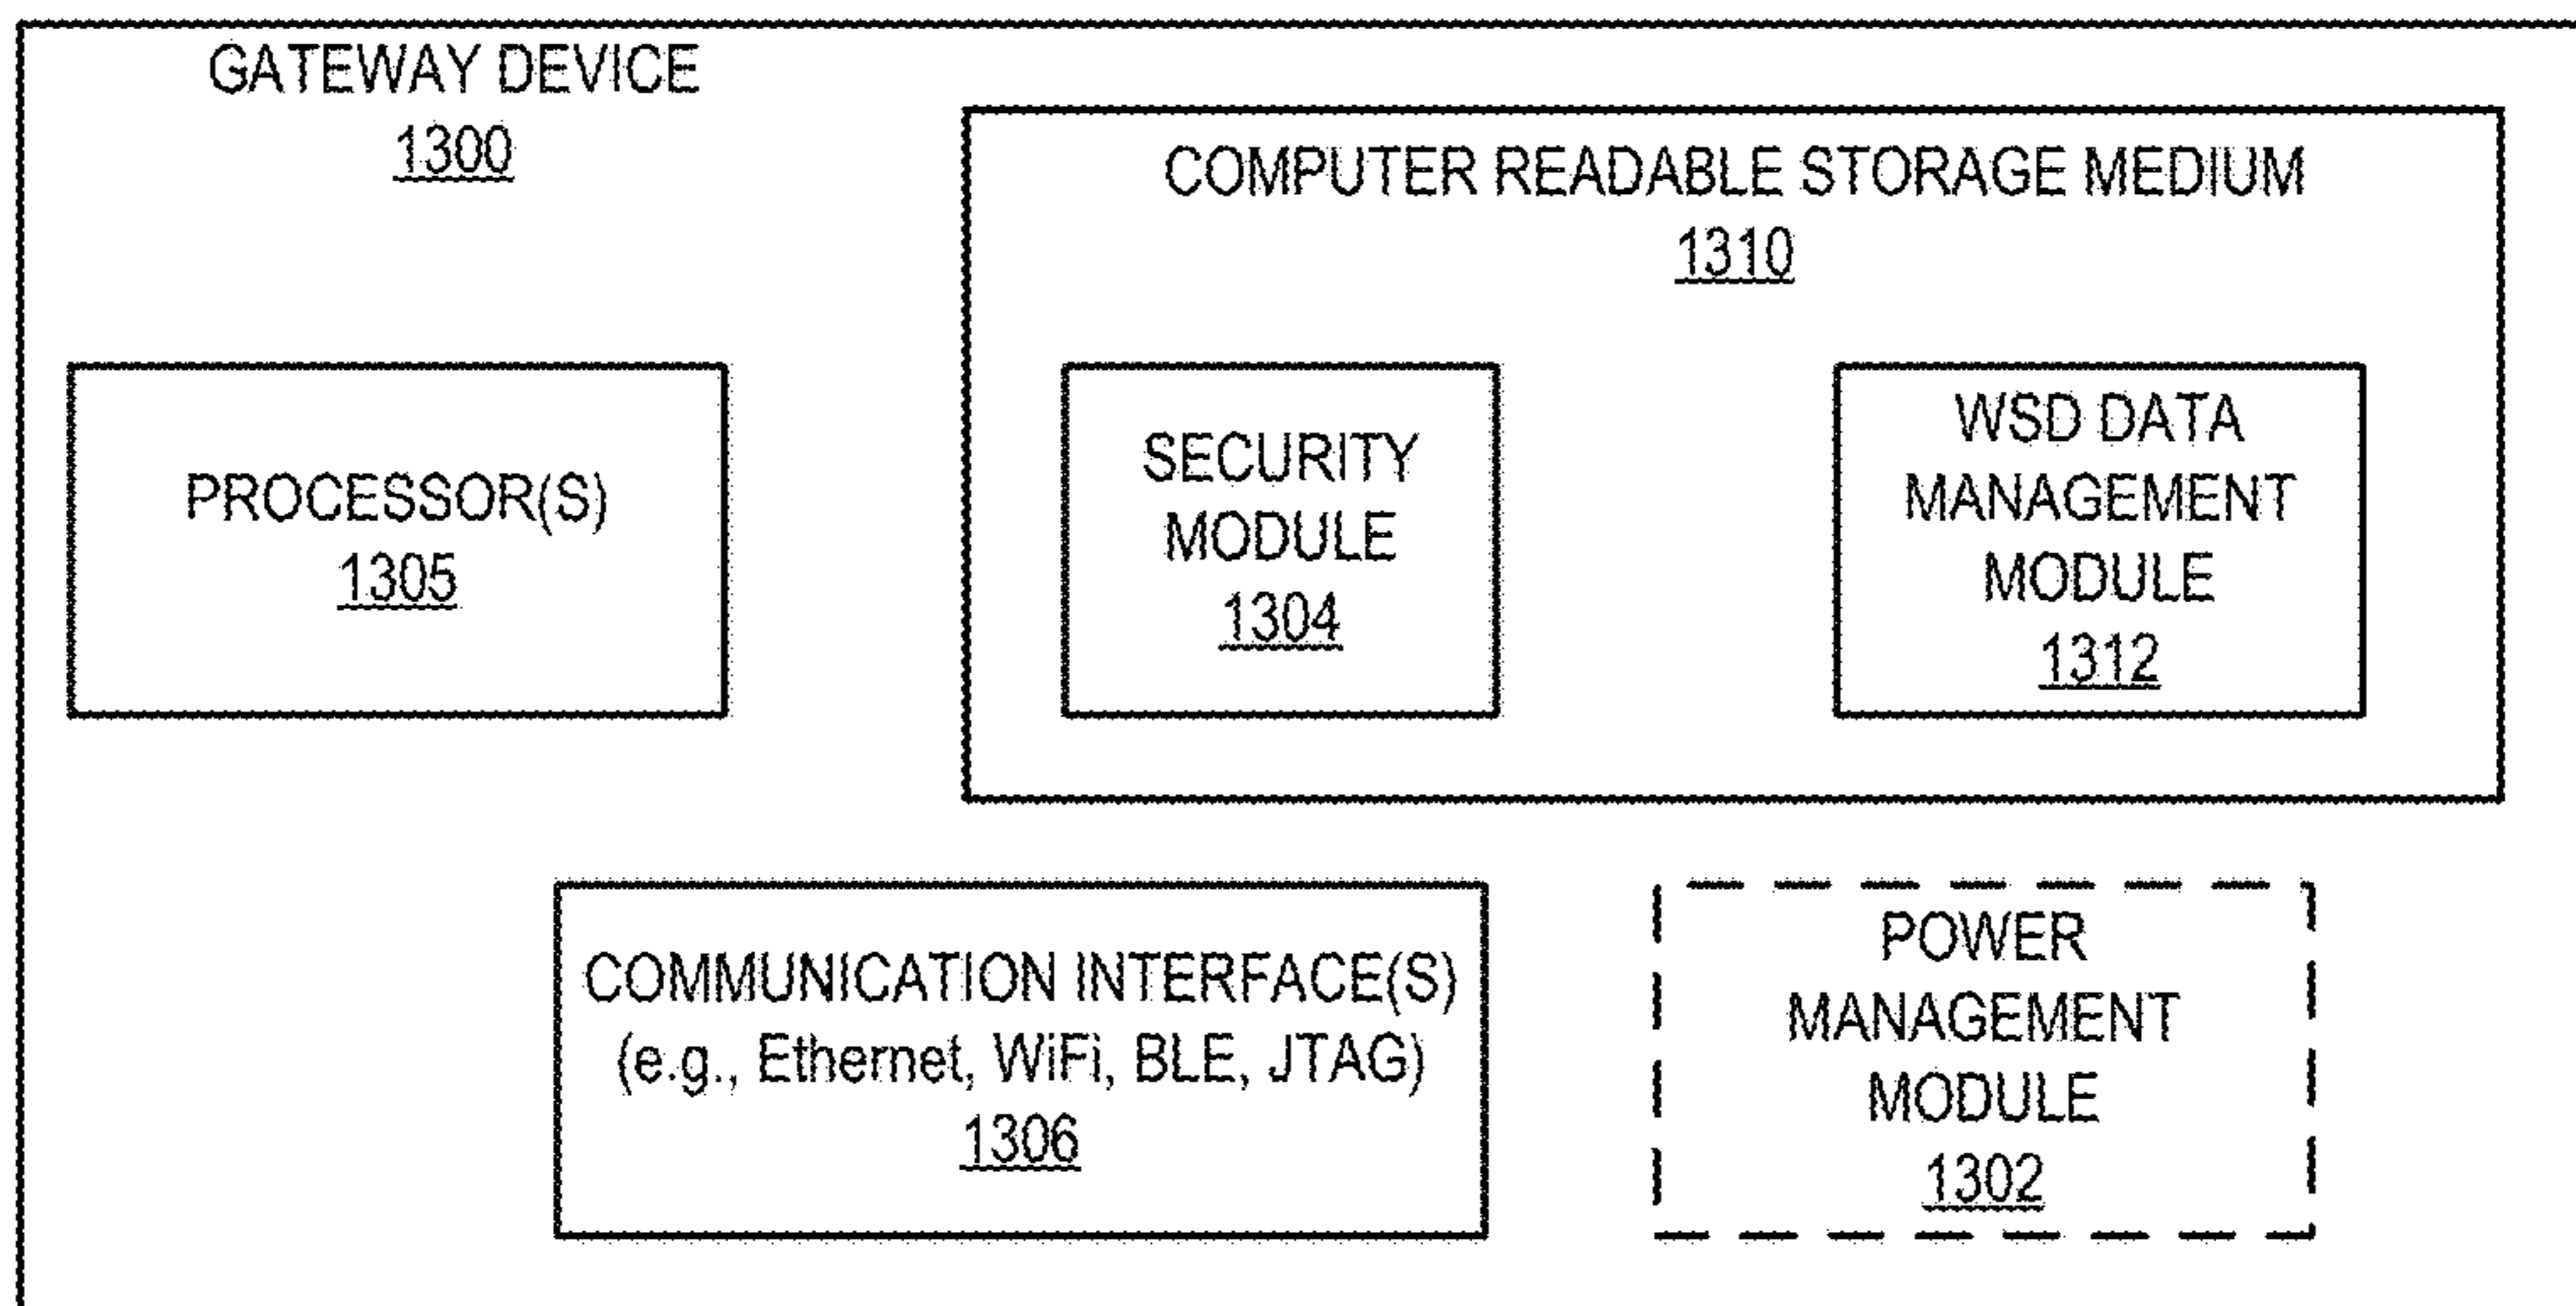 GATEWAY DEVICE
1300
COMPUTER READABLE STORAGE MEDIUM
1310
PROCESSOR(S)
1305
SECURITY
MODULE
1304
WSD DATA
MANAGEMENT
MODULE
1312
COMMUNICATION INTERFACE(S)
(e.g., Ethernet, WiFi, BLE, JTAG)
1306
POWER
MANAGEMENT
MODULE
1302